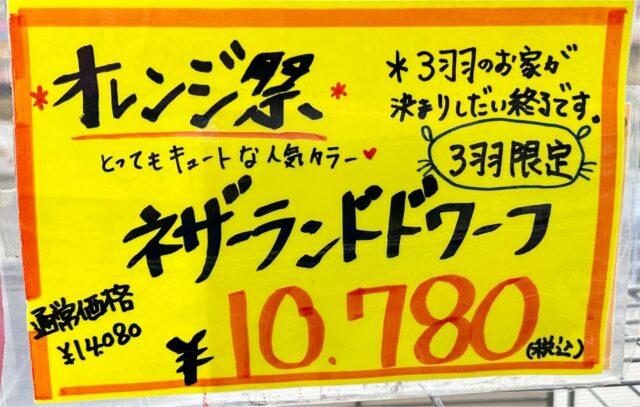 *オレンジ祭*
とってもキュートな人気カラー♥
*3羽のお家が
決まりしだい終了です。
3羽限定
ネザーランドドワーフ
通常価格
¥14080
¥10.780(税込)